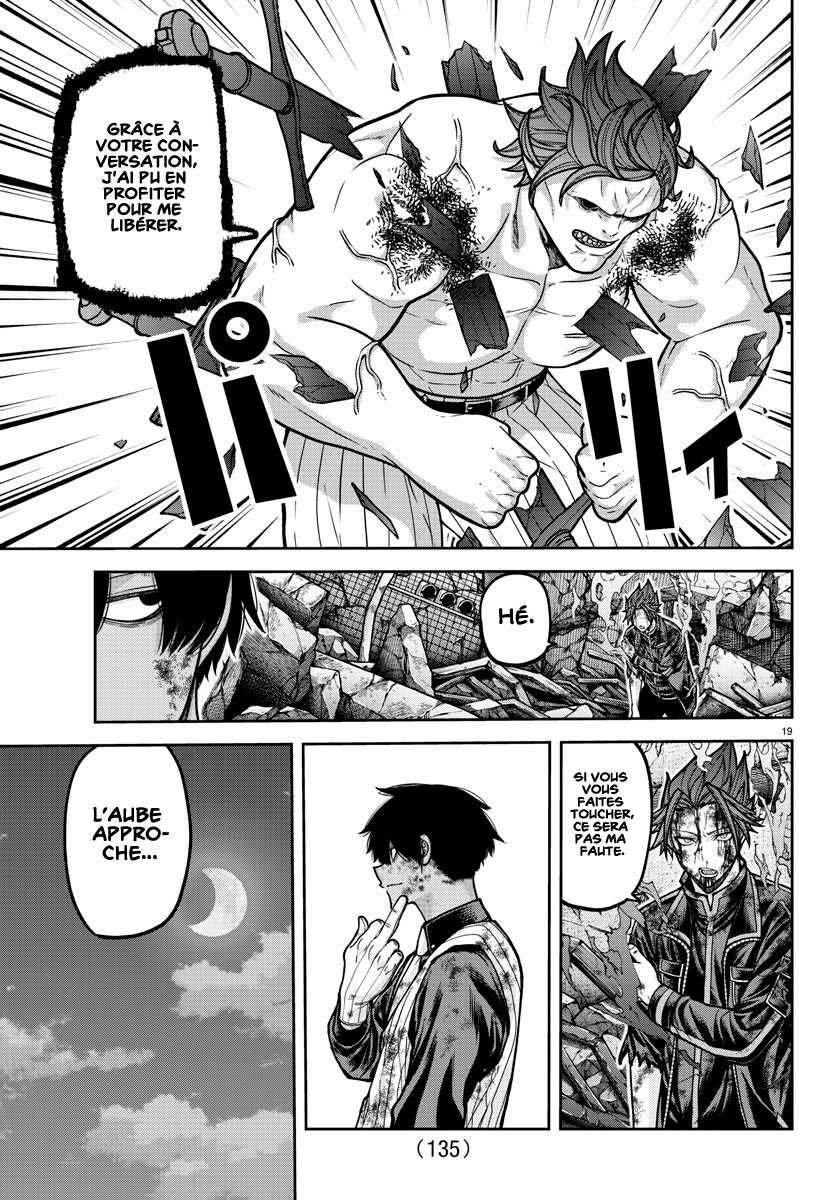 GRÂCE À
VOTRE CON-
VERSATION,
J'AI PU EN
PROFITER
POUR ME
LIBÉRER.
バリィ
HÉ.
19
SI VOUS
VOUS
FAITES
TOUCHER,
CE SERA
PAS MA
FAUTE.
L'AUBE
APPRO-
CHE...
(135)